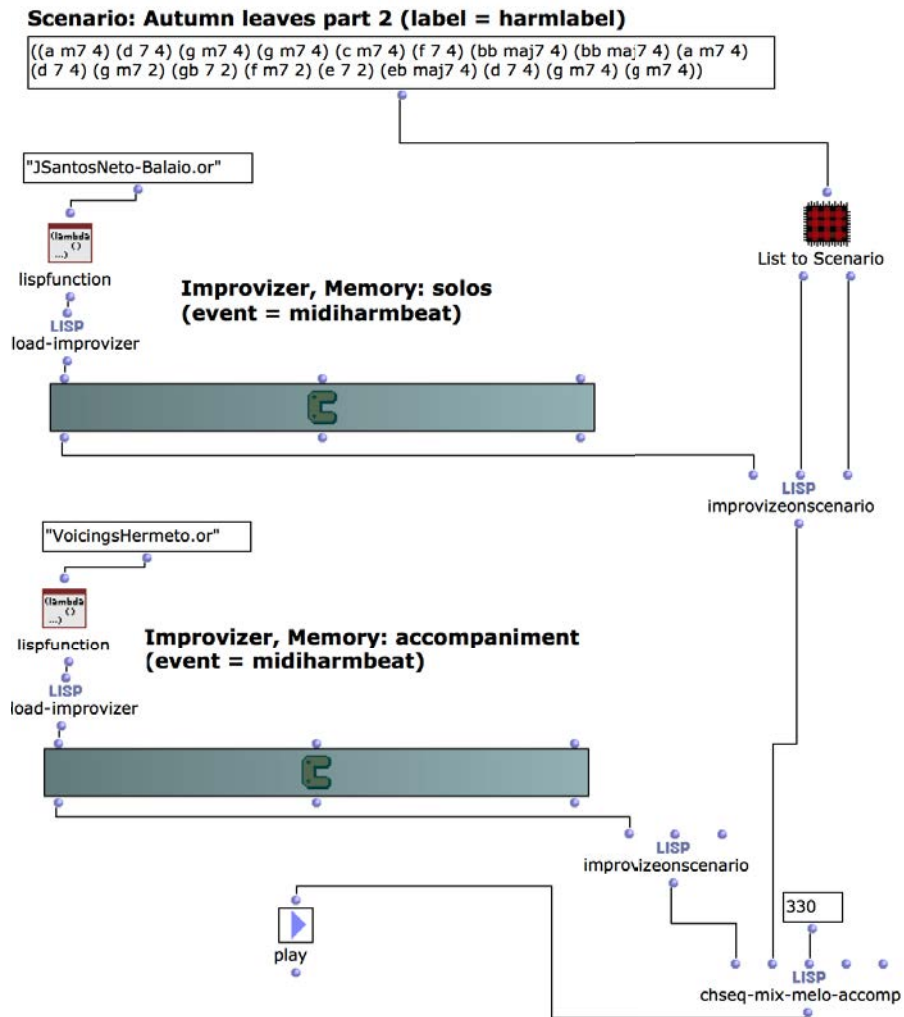 Scenario: Autumn leaves part 2 (label = harmlabel)
((a m7 4) (d 7 4) (g m7 4) (g m7 4) (c m7 4) (f 7 4) (bb maj7 4) (bb maj7 4) (a m7 4)
(d 7 4) (g m7 2) (gb 7 2) (f m7 2) (e 7 2) (eb maj7 4) (d 7 4) (g m7 4) (g m7 4))
"JSantosNeto-Balaio.or"
(lambda
()
...)
lispfunction
List to Scenario
Improvizer, Memory: solos
(event = midiharmbeat)
LISP
load-improvizer
LISP
improvizeonscenario
"VoicingsHermeto.or"
(lambda
()
...)
lispfunction
Improvizer, Memory: accompaniment
(event = midiharmbeat)
LISP
load-improvizer
LISP
improvizeonscenario
330
play
LISP
chseq-mix-melo-accomp